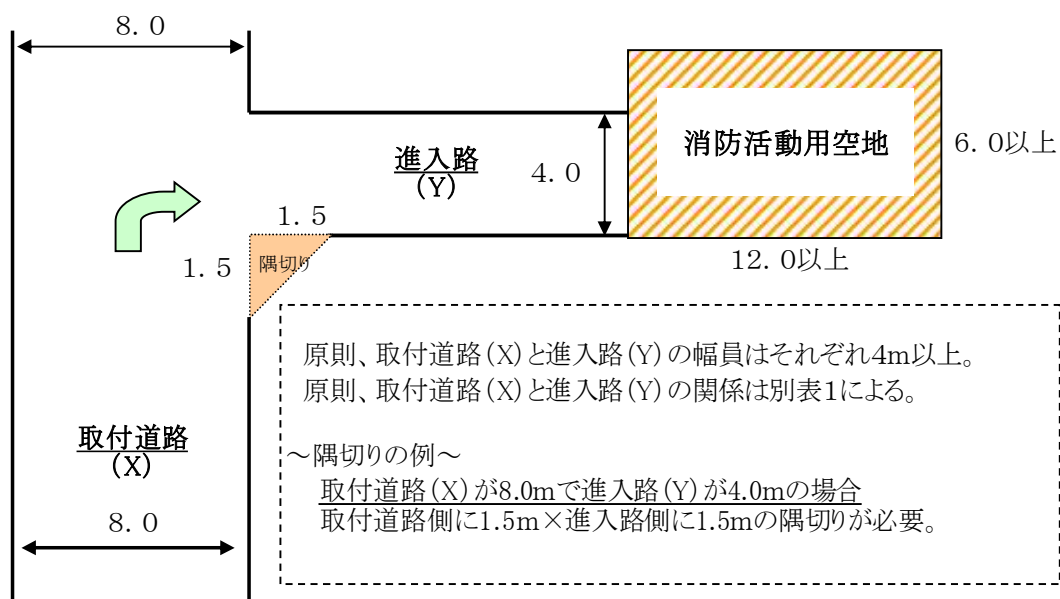 8.0
進入路
(Y)
4.0
消防活動用空地
6.0以上
1.5
1.5
隅切り
12.0以上
原則、取付道路(X)と進入路(Y)の幅員はそれぞれ4m以上。
原則、取付道路(X)と進入路(Y)の関係は別表1による。
～隅切りの例～
取付道路(X)が8.0mで進入路(Y)が4.0mの場合
取付道路側に1.5m×進入路側に1.5mの隅切りが必要。
取付道路
(X)
8.0